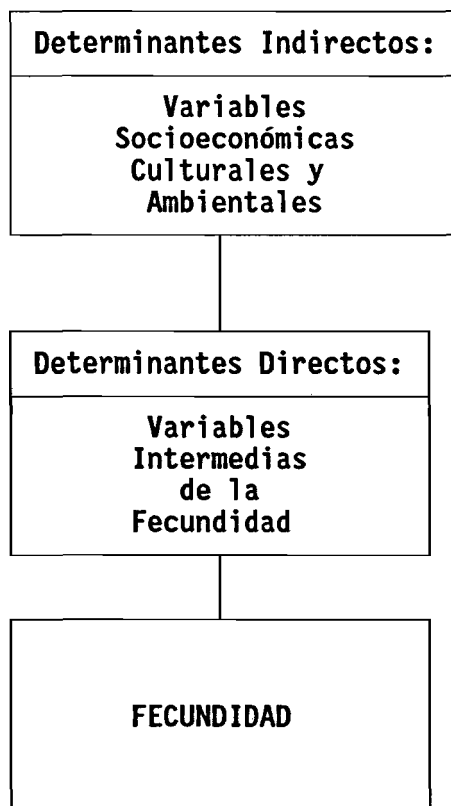 Determinantes Indirectos:
Variables
Socioeconómicas
Culturales y
Ambientales
Determinantes Directos:
Variables
Intermedias
de la
Fecundidad
FECUNDIDAD